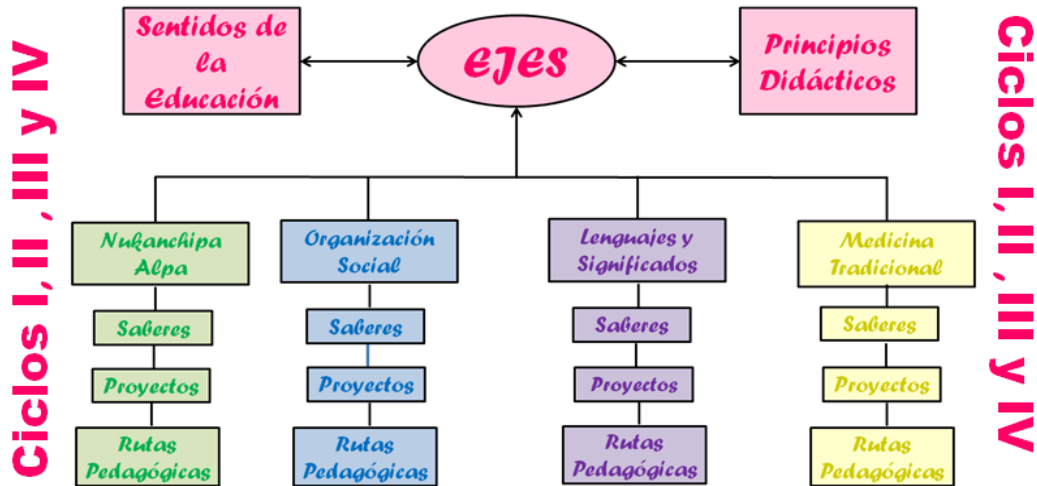 Ciclos I, II , III y IV
Sentidos de
la
Educación
EJES
Principios
Didácticos
Ciclos I, II , III y IV
Nukanchipa
Alpa
Organización
Social
Lenguajes y
Significados
Medicina
Tradicional
Saberes
Saberes
Saberes
Saberes
Proyectos
Proyectos
Proyectos
Proyectos
Rutas
Pedagógicas
Rutas
Pedagógicas
Rutas
Pedagógicas
Rutas
Pedagógicas